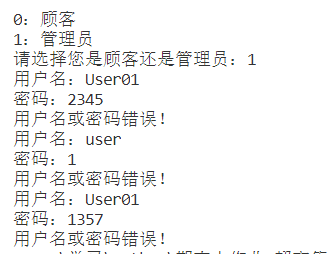 0：顾客
1：管理员
请选择您是顾客还是管理员：1
用户名：User01
密码：2345
用户名或密码错误！
用户名：user
密码：1
用户名或密码错误！
用户名：User01
密码：1357
用户名或密码错误！